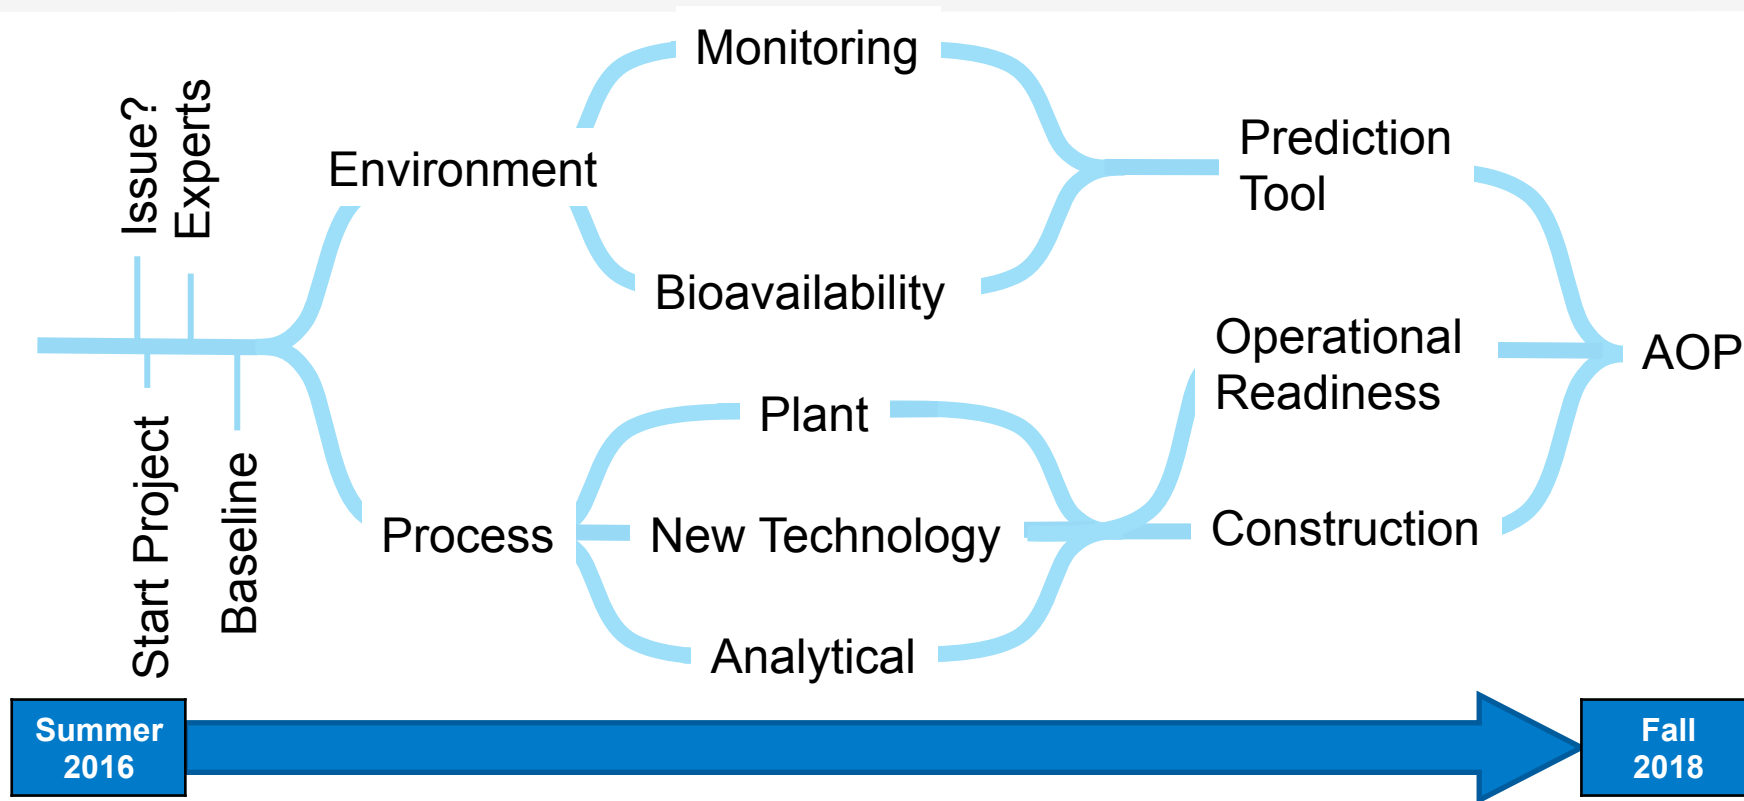 Issue?
Experts
Start Project
Baseline
Environment
Process
Monitoring
Bioavailability
Plant
New Technology
Analytical
Prediction
Tool
Operational
Readiness
Construction
AOP
Summer
2016
Fall
2018